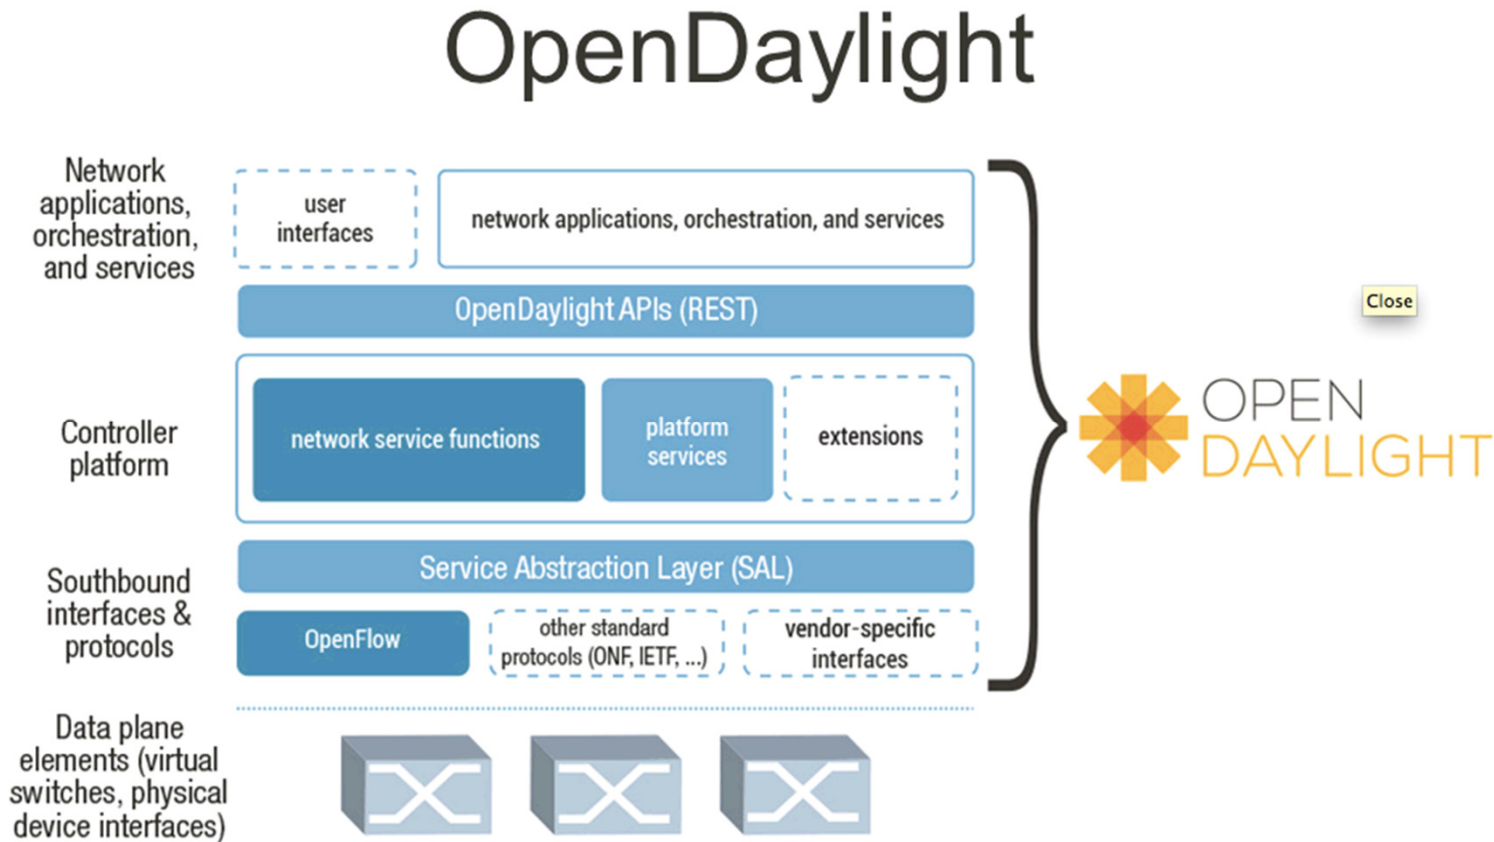 OpenDaylight
Network
applications,
orchestration,
and services
user
interfaces
network applications, orchestration, and services
OpenDaylight APIs (REST)
Close
Controller
platform
network service functions
platform
services
extensions
OPEN
DAYLIGHT
Southbound
interfaces &
protocols
Service Abstraction Layer (SAL)
OpenFlow
other standard
protocols (ONF, IETF, ...)
vendor-specific
interfaces
Data plane
elements (virtual
switches, physical
device interfaces)